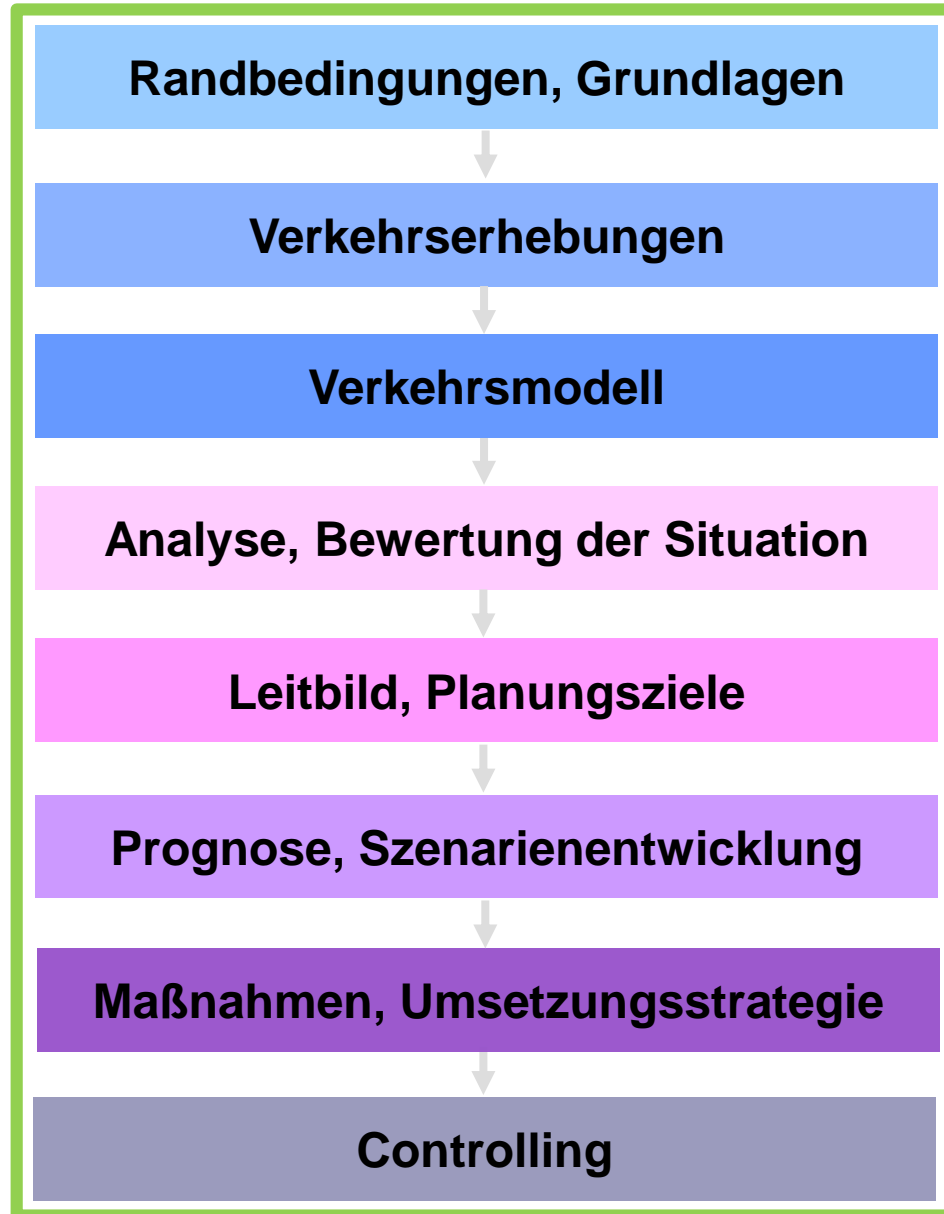 Randbedingungen, Grundlagen
Verkehrserhebungen
Verkehrsmodell
Analyse, Bewertung der Situation
Leitbild, Planungsziele
Prognose, Szenarienentwicklung
Maßnahmen, Umsetzungsstrategie
Controlling